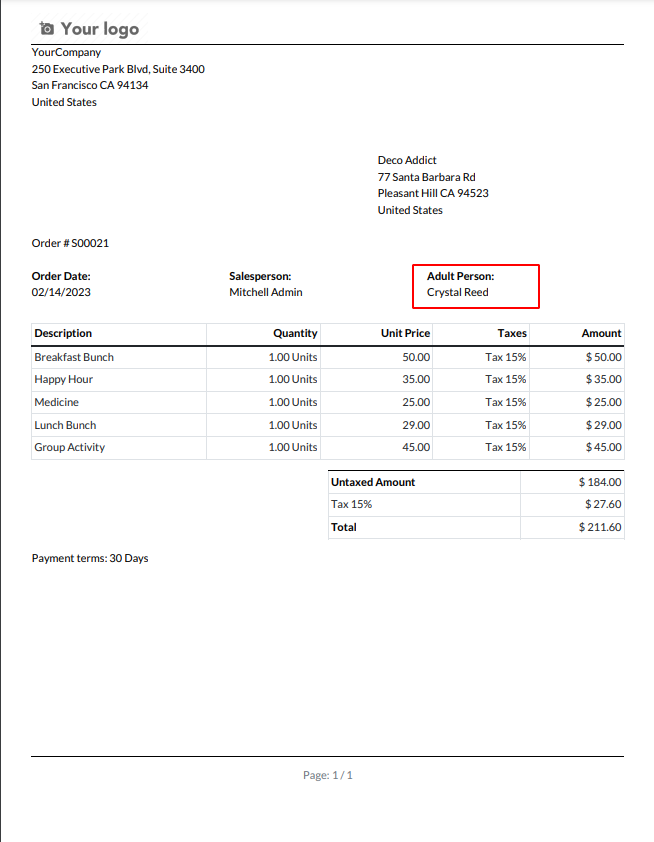 Your logo
YourCompany
250 Executive Park Blvd, Suite 3400
San Francisco CA 94134
United States
Deco Addict
77 Santa Barbara Rd
Pleasant Hill CA 94523
United States
Order # S00021
Order Date: Salesperson: Adult Person:
02/14/2023 Mitchell Admin Crystal Reed
Description Quantity Unit Price Taxes Amount
Breakfast Bunch 1.00 Units 50.00 Tax 15% $ 50.00
Happy Hour 1.00 Units 35.00 Tax 15% $ 35.00
Medicine 1.00 Units 25.00 Tax 15% $ 25.00
Lunch Bunch 1.00 Units 29.00 Tax 15% $ 29.00
Group Activity 1.00 Units 45.00 Tax 15% $ 45.00
Untaxed Amount $ 184.00
Tax 15% $ 27.60
Total $ 211.60
Payment terms: 30 Days
Page: 1 / 1